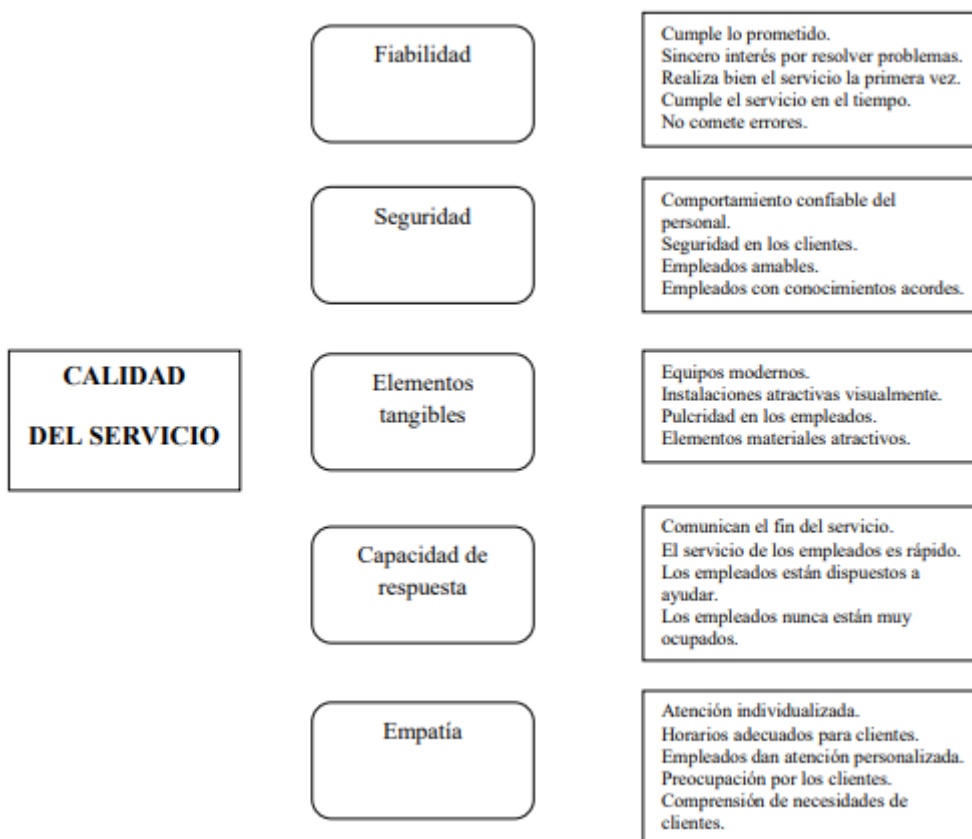 Fiabilidad
Cumple lo prometido.
Sincero interés por resolver problemas.
Realiza bien el servicio la primera vez.
Cumple el servicio en el tiempo.
No comete errores.
Seguridad
Comportamiento confiable del
personal.
Seguridad en los clientes.
Empleados amables.
Empleados con conocimientos acordes.
CALIDAD
DEL SERVICIO
Elementos
tangibles
Equipos modernos.
Instalaciones atractivas visualmente.
Pulcridad en los empleados.
Elementos materiales atractivos.
Capacidad de
respuesta
Comunican el fin del servicio.
El servicio de los empleados es rápido.
Los empleados están dispuestos a
ayudar.
Los empleados nunca están muy
ocupados.
Empatía
Atención individualizada.
Horarios adecuados para clientes.
Empleados dan atención personalizada.
Preocupación por los clientes.
Comprensión de necesidades de
clientes.